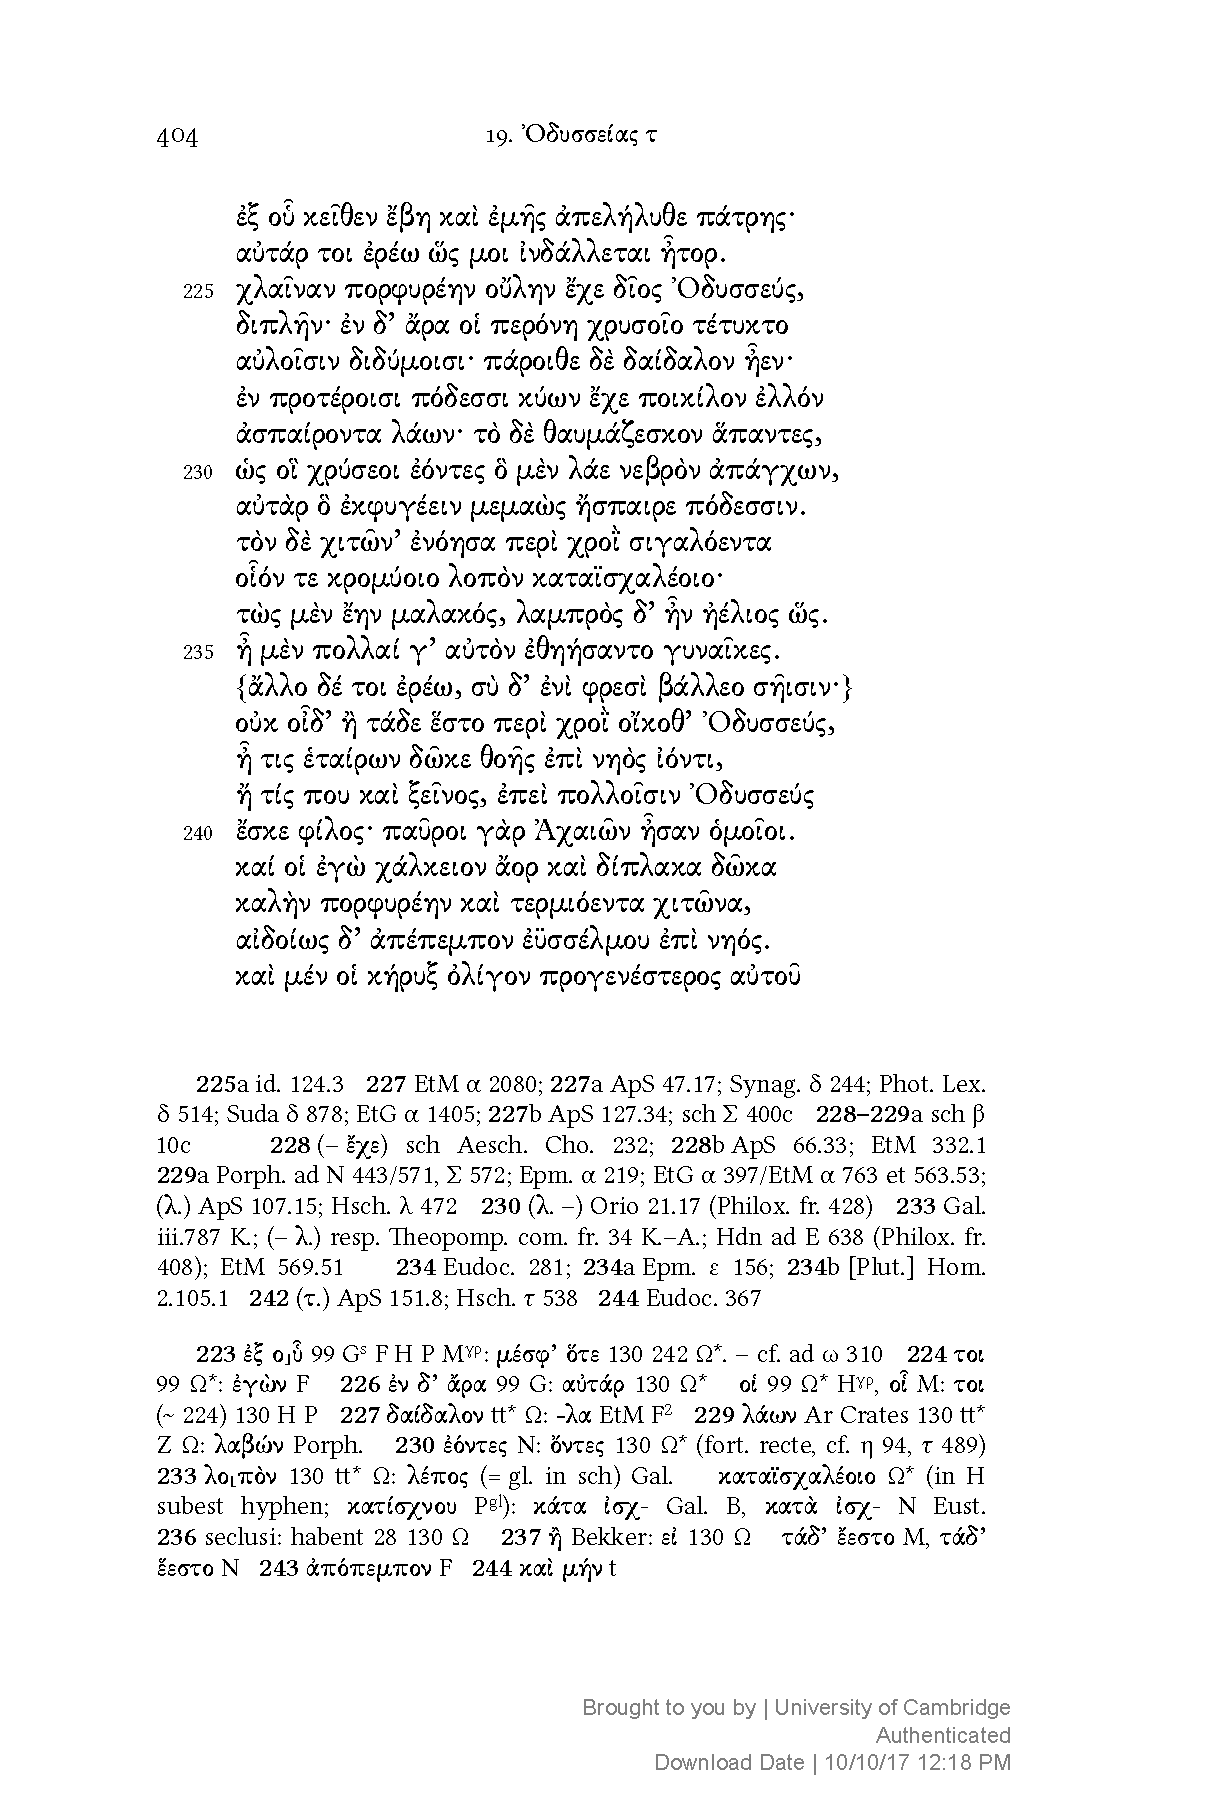 404 19. Ὀδυσσείας τ
ἐξ οὗ κεῖθεν ἔβη καὶ ἐμῆς ἀπελήλυθε πάτρης·
αὐτάρ τοι ἐρέω ὥς μοι ἰνδάλλεται ἦτορ.
225 χλαῖναν πορφυρέην οὔλην ἔχε δῖος Ὀδυσσεύς,
διπλῆν· ἐν δ’ ἄρα οἱ περόνη χρυσοῖο τέτυκτο
αὐλοῖσιν διδύμοισι· πάροιθε δὲ δαίδαλον ἦεν·
ἐν προτέροισι πόδεσσι κύων ἔχε ποικίλον ἐλλόν
ἀσπαίροντα λάων· τὸ δὲ θαυμάζεσκον ἅπαντες,
230 ὡς οἳ χρύσεοι ἐόντες ὃ μὲν λάε νεβρὸν ἀπάγχων,
αὐτὰρ ὃ ἐκφυγέειν μεμαὼς ἤσπαιρε πόδεσσιν.
τὸν δὲ χιτῶν’ ἐνόησα περὶ χροῒ σιγαλόεντα
οἷόν τε κρομύοιο λοπὸν καταϊσχαλέοιο·
τὼς μὲν ἔην μαλακός, λαμπρὸς δ’ ἦν ἠέλιος ὥς.
235 ἦ μὲν πολλαί γ’ αὐτὸν ἐθηήσαντο γυναῖκες.
{ἄλλο δέ τοι ἐρέω, σὺ δ’ ἐνὶ φρεσὶ βάλλεο σῆισιν·}
οὐκ οἶδ’ ἢ τάδε ἕστο περὶ χροῒ οἴκοθ’ Ὀδυσσεύς,
ἦ τις ἑταίρων δῶκε θοῆς ἐπὶ νηὸς ἰόντι,
ἤ τίς που καὶ ξεῖνος, ἐπεὶ πολλοῖσιν Ὀδυσσεύς
240 ἔσκε φίλος· παῦροι γὰρ Ἀχαιῶν ἦσαν ὁμοῖοι.
καί οἱ ἐγὼ χάλκειον ἄορ καὶ δίπλακα δῶκα
καλὴν πορφυρέην καὶ τερμιόεντα χιτῶνα,
αἰδοίως δ’ ἀπέπεμπον ἐϋσσέλμου ἐπὶ νηός.
καὶ μέν οἱ κήρυξ ὀλίγον προγενέστερος αὐτοῦ
225a id. 124.3 227 EtM α 2080; 227a ApS 47.17; Synag. δ 244; Phot. Lex.
δ 514; Suda δ 878; EtG α 1405; 227b ApS 127.34; sch Σ 400c 228–229a sch β
10c 228 (– ἔχε) sch Aesch. Cho. 232; 228b ApS 66.33; EtM 332.1
229a Porph. ad N 443/571, Σ 572; Epm. α 219; EtG α 397/EtM α 763 et 563.53;
(λ.) ApS 107.15; Hsch. λ 472 230 (λ. –) Orio 21.17 (Philox. fr. 428) 233 Gal.
iii.787 K.; (– λ.) resp. Theopomp. com. fr. 34 K.–A.; Hdn ad E 638 (Philox. fr.
408); EtM 569.51 234 Eudoc. 281; 234a Epm. ε 156; 234b [Plut.] Hom.
2.105.1 242 (τ.) ApS 151.8; Hsch. τ 538 244 Eudoc. 367
223 ἐξ ο⌟ὗ 99 Gˢ F H P Mᵞᵖ: μέσφ’ ὅτε 130 242 Ω*. – cf. ad ω 310 224 τοι
99 Ω*: ἐγὼν F 226 ἐν δ’ ἄρα 99 G: αὐτάρ 130 Ω* οἱ 99 Ω* Hᵞᵖ, οἷ M: τοι
(~ 224) 130 H P 227 δαίδαλον tt* Ω: -λα EtM F² 229 λάων Ar Crates 130 tt*
Z Ω: λαβών Porph. 230 ἐόντες N: ὄντες 130 Ω* (fort. recte, cf. η 94, τ 489)
233 λο⌊πὸν 130 tt* Ω: λέπος (= gl. in sch) Gal. καταϊσχαλέοιο Ω* (in H
subest hyphen; κατίσχνου Pᵍˡ): κάτα ἰσχ- Gal. B, κατὰ ἰσχ- N Eust.
236 seclusi: habent 28 130 Ω 237 ἢ Bekker: εἰ 130 Ω τάδ’ ἔεστο M, τάδ’
ἕεστο N 243 ἀπόπεμπον F 244 καὶ μήν t
Brought to you by | University of Cambridge
Authenticated
Download Date | 10/10/17 12:18 PM